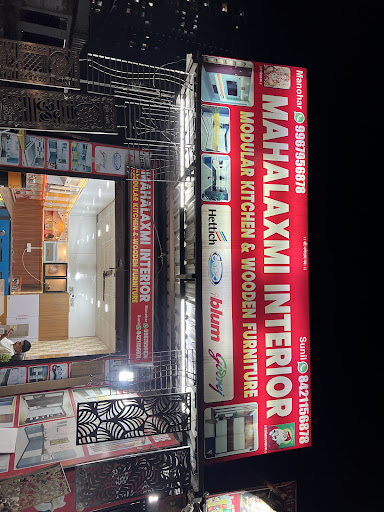 Manohar 9967956878
Sunil 8421156878
MAHALAXMI INTERIOR
MODULAR KITCHEN & WOODEN FURNITURE
Hettich
blum
Godrej
MAHALAXMI INTERIOR
MODULAR KITCHEN & WOODEN FURNITURE